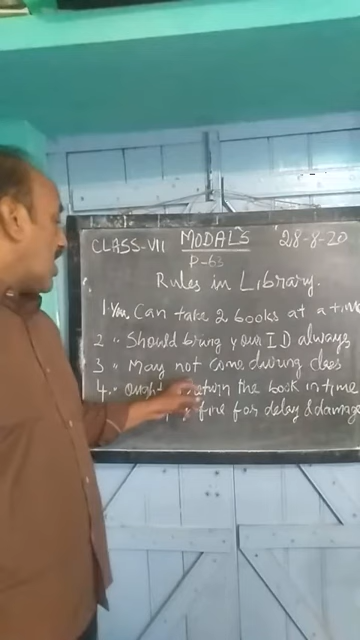 CLASS-VII MODALS 28-8-20
P-63
Rules in Library.
1. You Can take 2 books at a time
2 " Should bring your ID always
3 " May not come during class
4. " ought return the book in time
fine for delay & damage